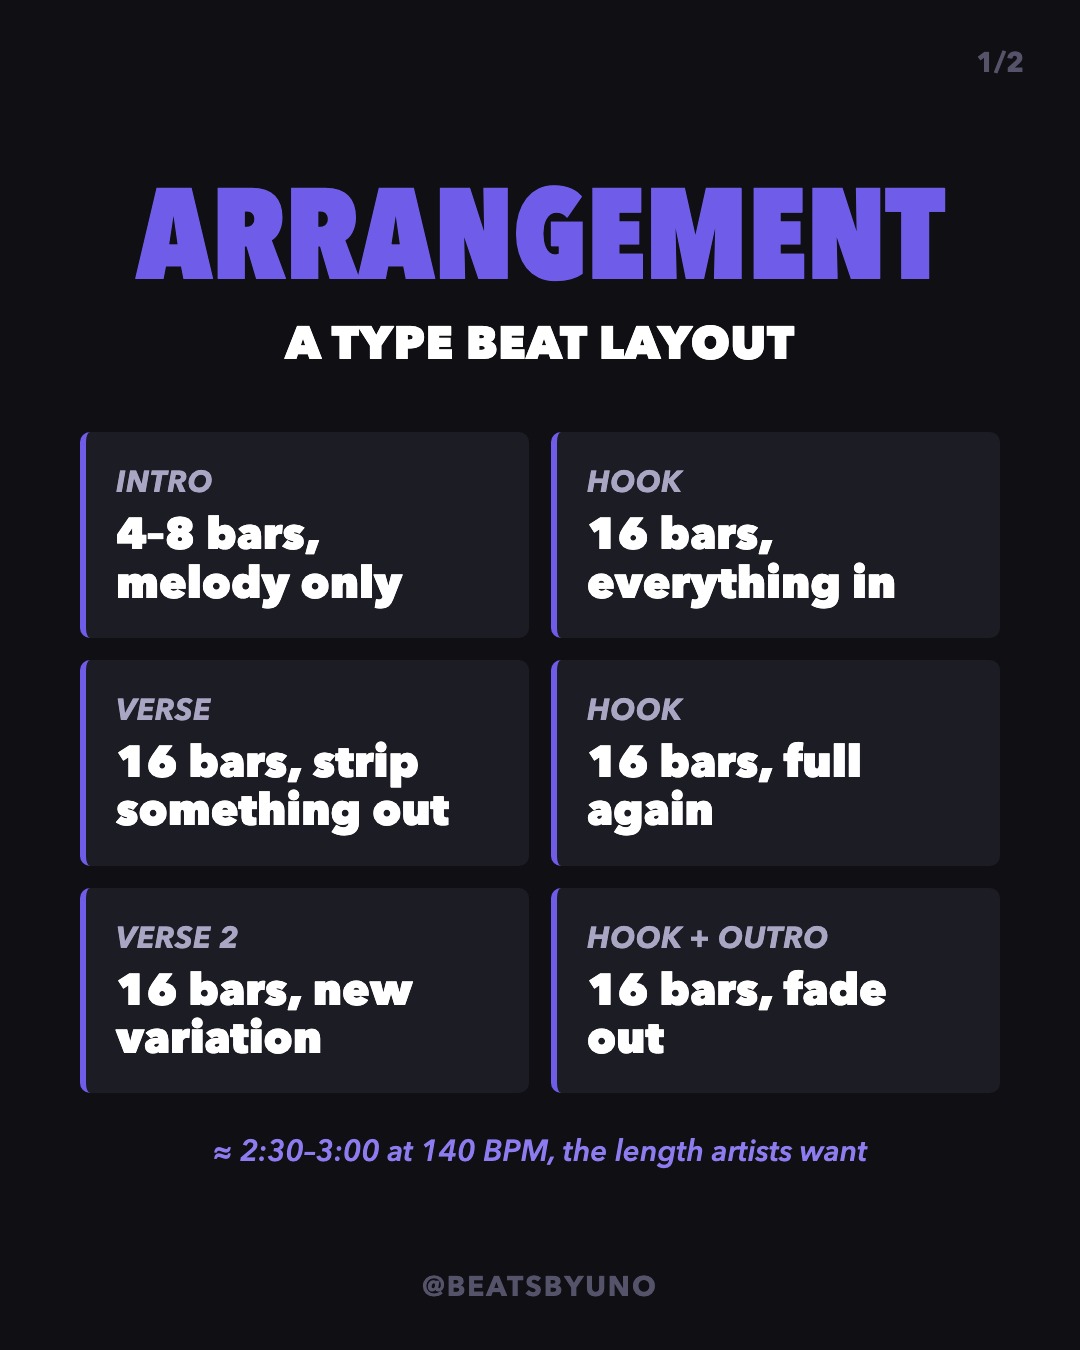 1/2
ARRANGEMENT
A TYPE BEAT LAYOUT
INTRO
4–8 bars,
melody only
HOOK
16 bars,
everything in
VERSE
16 bars, strip
something out
HOOK
16 bars, full
again
VERSE 2
16 bars, new
variation
HOOK + OUTRO
16 bars, fade
out
≈ 2:30–3:00 at 140 BPM, the length artists want
@BEATSBYUNO